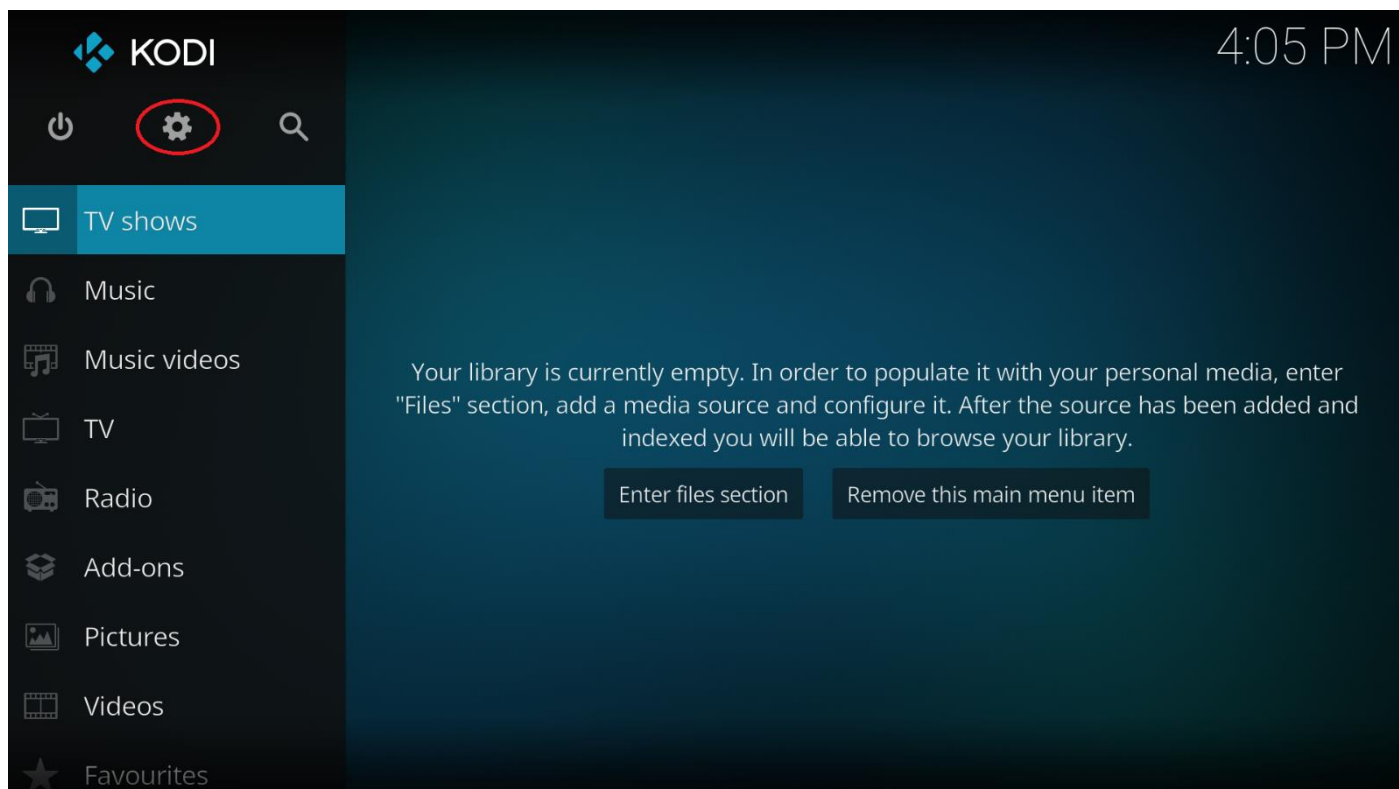 KODI
4:05 PM
TV shows
Music
Music videos
TV
Radio
Add-ons
Pictures
Videos
Favourites
Your library is currently empty. In order to populate it with your personal media, enter
"Files" section, add a media source and configure it. After the source has been added and
indexed you will be able to browse your library.
Enter files section
Remove this main menu item